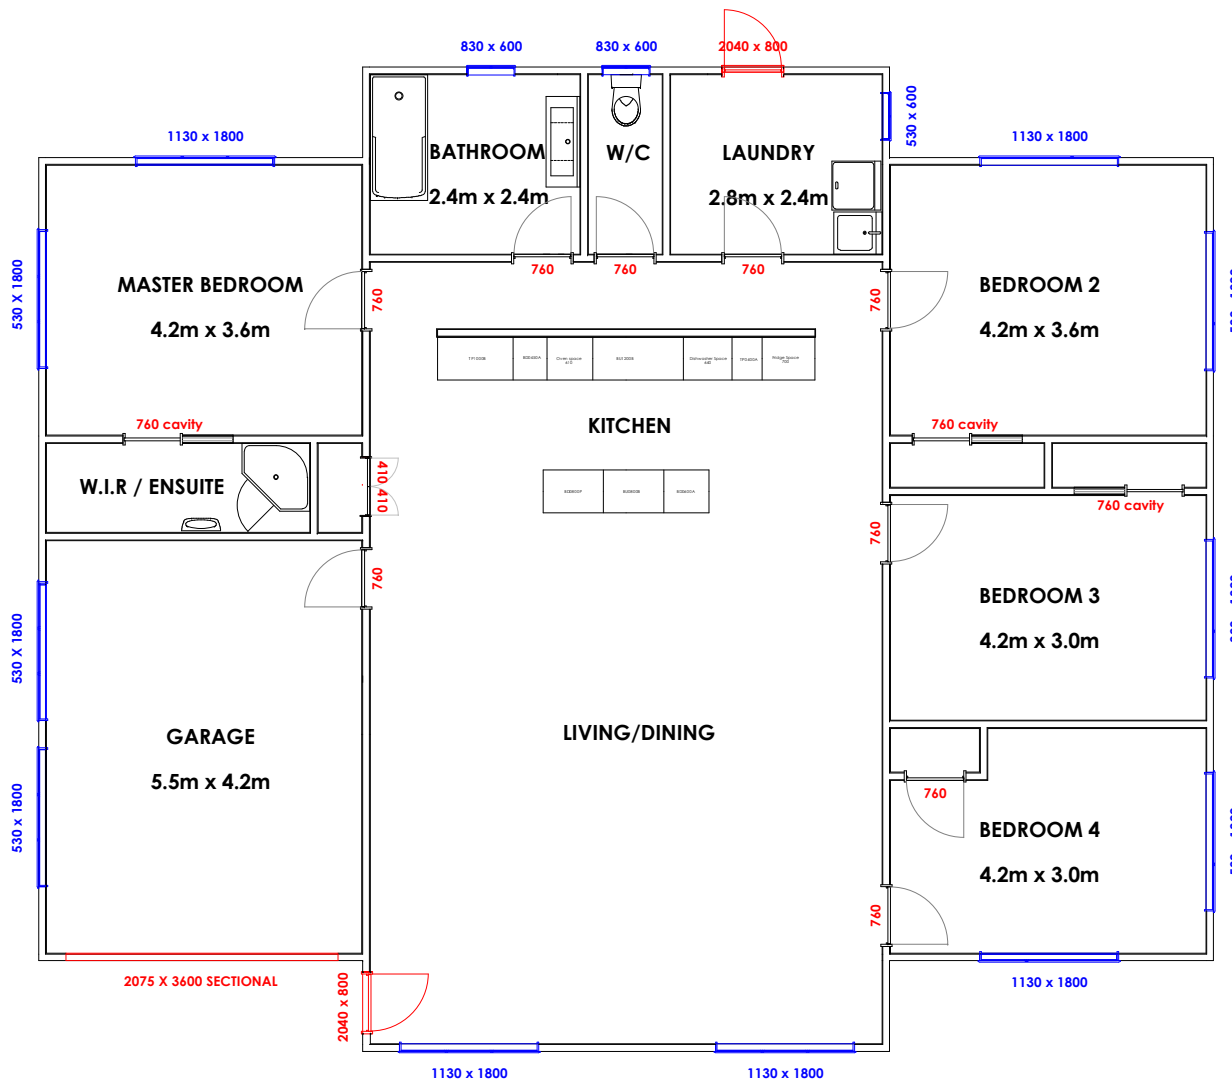 830 x 600
830 x 600
2040 x 800
530 x 600
1130 x 1800
1130 x 1800
BATHROOM
2.4m x 2.4m
W/C
LAUNDRY
2.8m x 2.4m
760
760
760
530 X 1800
MASTER BEDROOM
4.2m x 3.6m
760
760
BEDROOM 2
4.2m x 3.6m
KITCHEN
760 cavity
760 cavity
W.I.R / ENSUITE
410
410
760 cavity
760
760
530 X 1800
BEDROOM 3
4.2m x 3.0m
GARAGE
5.5m x 4.2m
LIVING/DINING
530 X 1800
760
BEDROOM 4
4.2m x 3.0m
760
2075 X 3600 SECTIONAL
2040 x 800
1130 x 1800
1130 x 1800
1130 x 1800